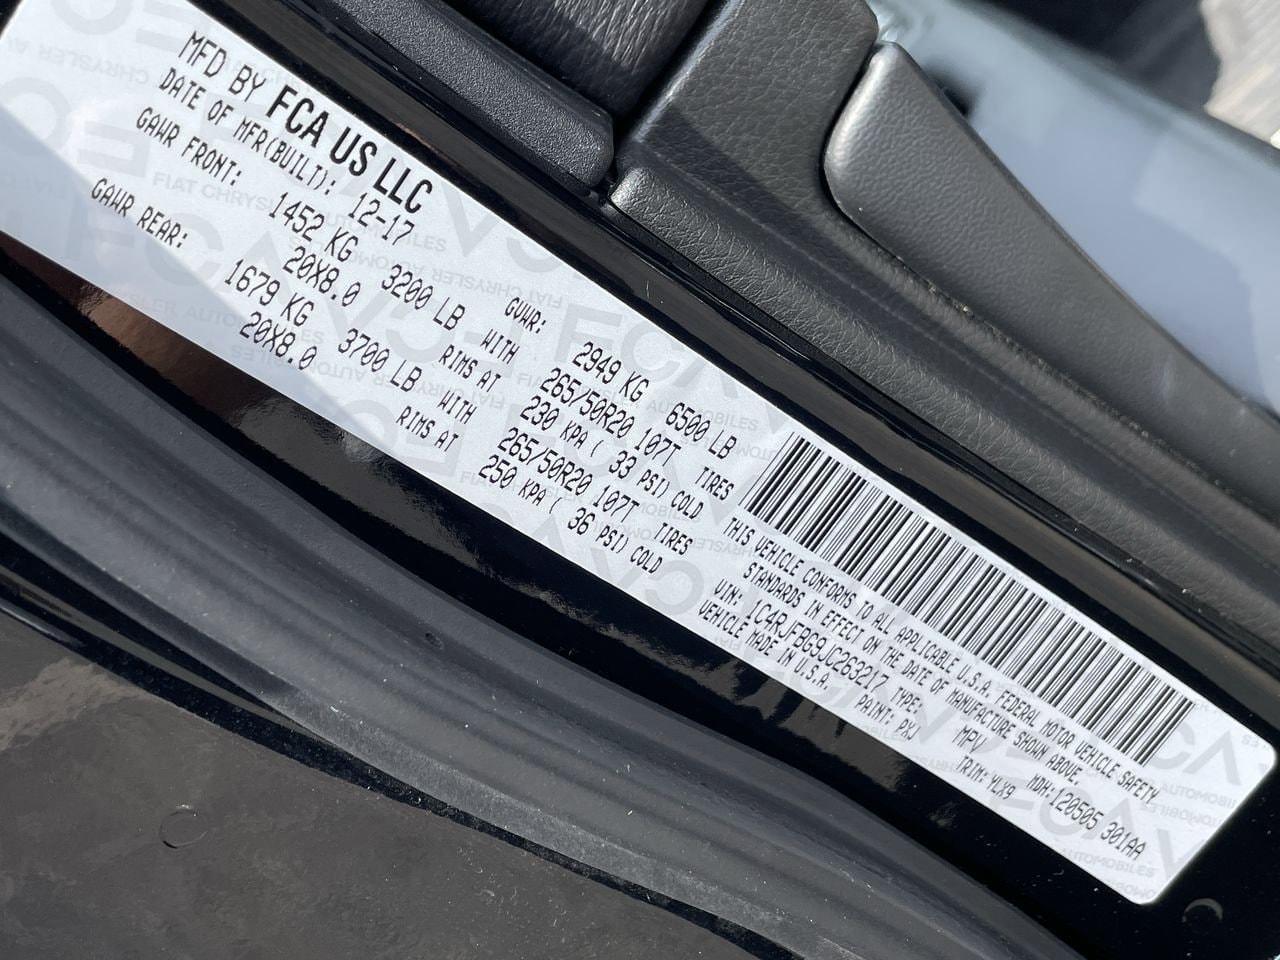 MFD BY FCA US LLC
DATE OF MFR(BUILT): 12-17 GVWR: 2949 KG 6500 LB
GAWR FRONT: 1452 KG 3200 LB WITH 265/50R20 107T TIRES
20X8.0 RIMS AT 230 KPA ( 33 PSI) COLD
GAWR REAR: 1679 KG 3700 LB WITH 265/50R20 107T TIRES
20X8.0 RIMS AT 250 KPA ( 36 PSI) COLD
THIS VEHICLE CONFORMS TO ALL APPLICABLE U.S.A. FEDERAL MOTOR VEHICLE SAFETY
STANDARDS IN EFFECT ON THE DATE OF MANUFACTURE SHOWN ABOVE.
VIN: 1C4RJFBG9JC263217 TYPE: MPV MDH:120505 301AA
VEHICLE MADE IN U.S.A. PAINT: PXJ TRIM:YLX9